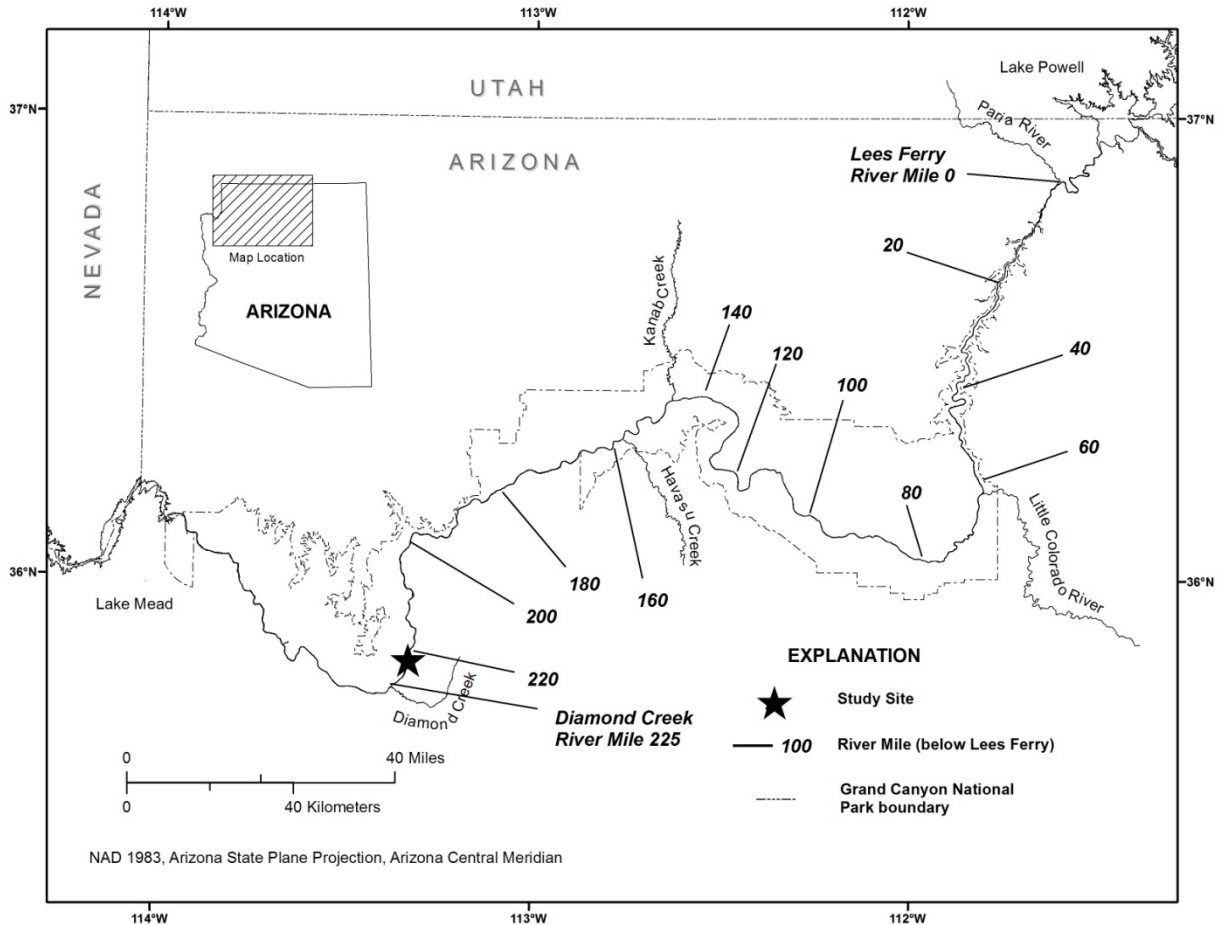 114°W
113°W
112°W
Lake Powell
UTAH
37°N
37°N
Paria River
ARIZONA
Lees Ferry
River Mile 0
NEVADA
20
Map Location
Kanab Creek
ARIZONA
140
120
40
100
60
Havasu Creek
80
Little Colorado River
36°N
36°N
180
160
Lake Mead
200
220
EXPLANATION
Study Site
Diamond Creek
Diamond Creek
River Mile 225
100 River Mile (below Lees Ferry)
0 40 Miles
0 40 Kilometers
Grand Canyon National
Park boundary
NAD 1983, Arizona State Plane Projection, Arizona Central Meridian
114°W
113°W
112°W